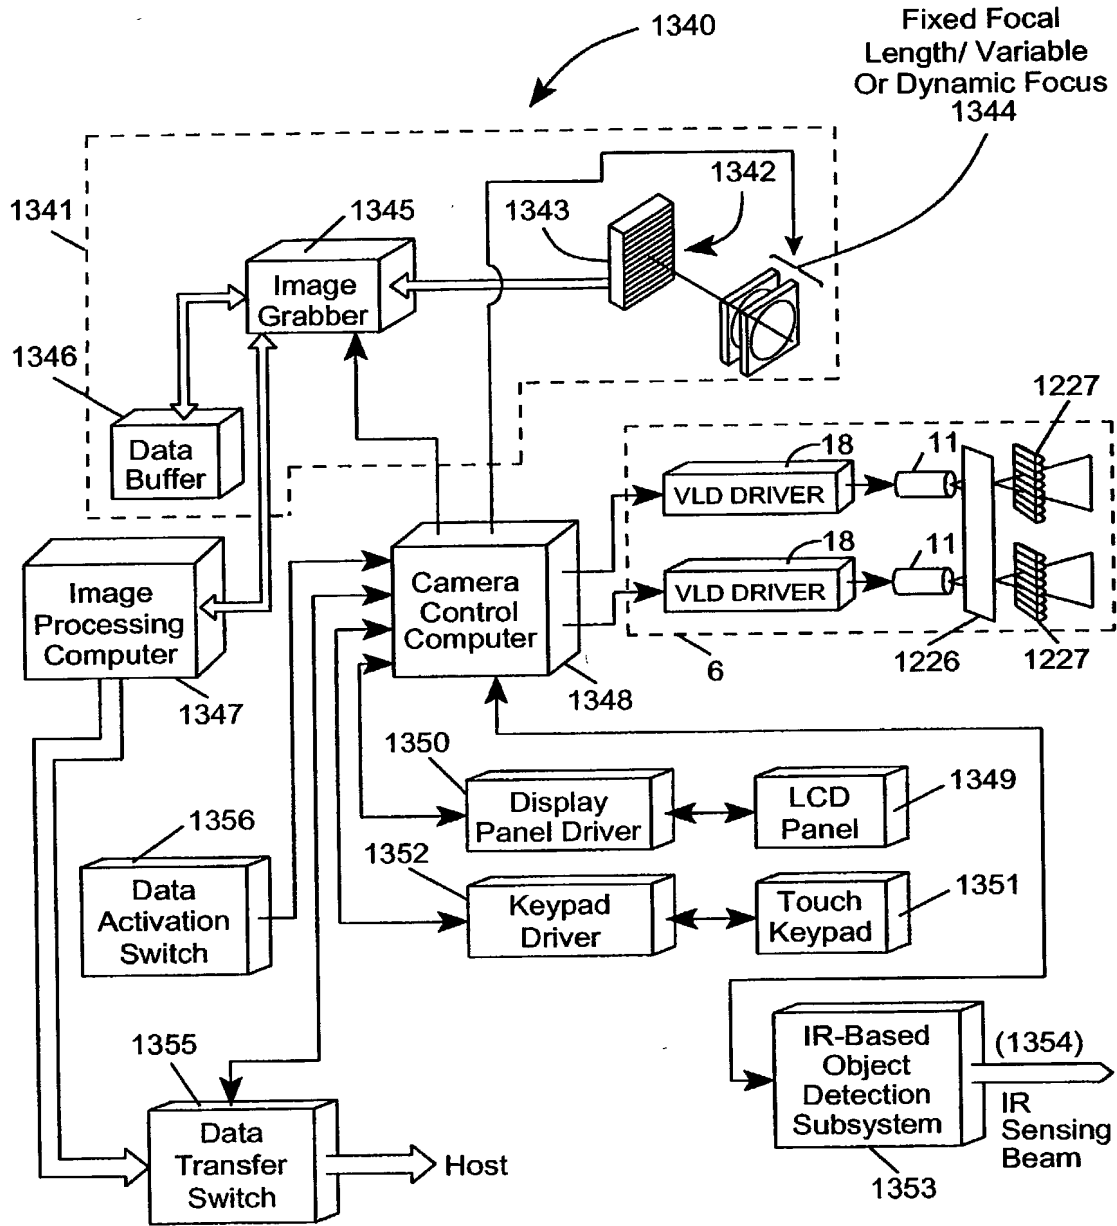 1340
Fixed Focal
Length/ Variable
Or Dynamic Focus
1344
1341
1345
1343
1342
Image
Grabber
1346
Data
Buffer
1227
18
11
VLD DRIVER
18
11
VLD DRIVER
Camera
Control
Computer
Image
Processing
Computer
1226
1227
6
1347
1348
1350
1349
Display
Panel Driver
LCD
Panel
1356
1352
1351
Data
Activation
Switch
Keypad
Driver
Touch
Keypad
1355
IR-Based
Object
Detection
Subsystem
(1354)
IR
Sensing
Beam
Data
Transfer
Switch
Host
1353